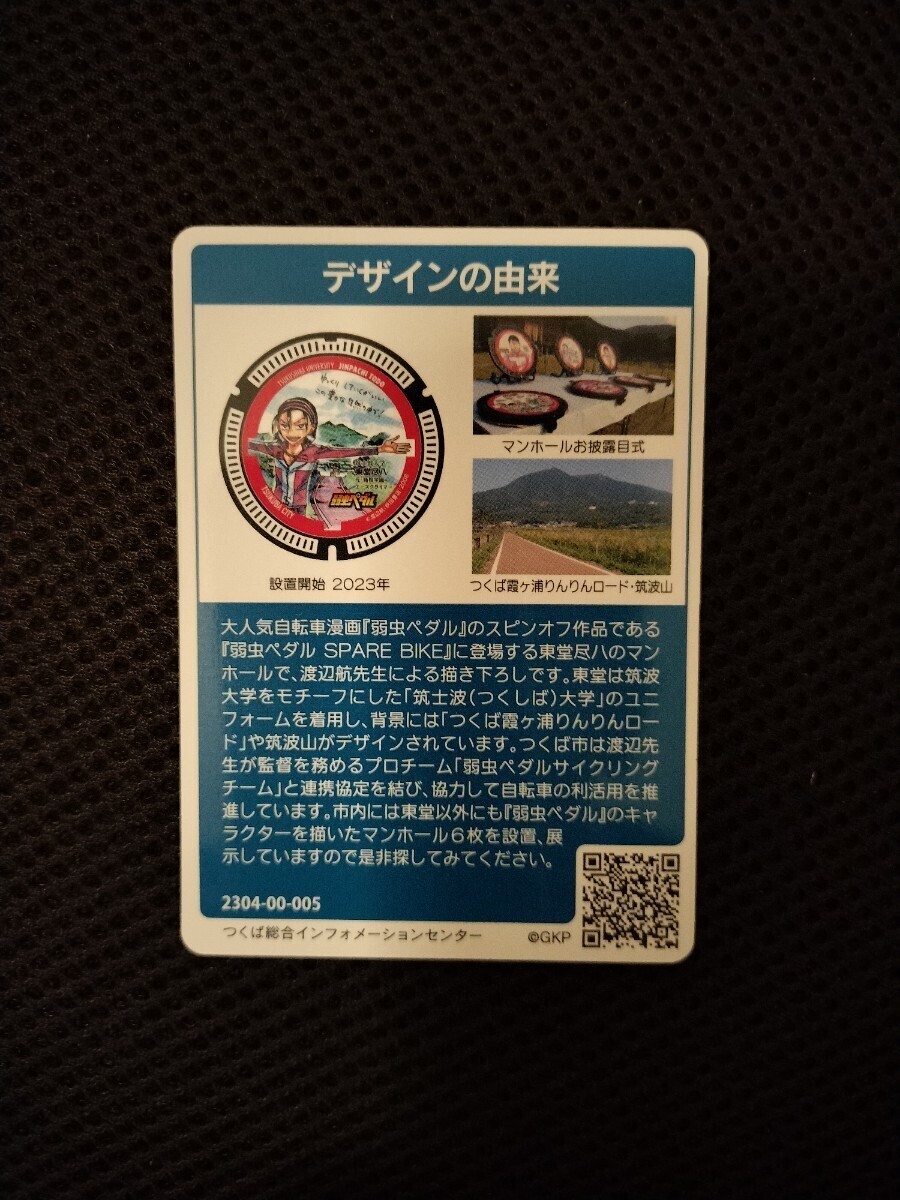 デザインの由来
TSUKUSHIBA UNIVERSITY JINPACHI TODO
TSUKUBA CITY
弱虫ペダル
マンホールお披露目式
設置開始 2023年
つくば霞ヶ浦りんりんロード・筑波山
大人気自転車漫画『弱虫ペダル』のスピンオフ作品である
『弱虫ペダル SPARE BIKE』に登場する東堂尽八のマン
ホールで、渡辺航先生による描き下ろしです。東堂は筑波
大学をモチーフにした「筑士波(つくしば)大学」のユニ
フォームを着用し、背景には「つくば霞ヶ浦りんりんロー
ド」や筑波山がデザインされています。つくば市は渡辺先
生が監督を務めるプロチーム「弱虫ペダルサイクリング
チーム」と連携協定を結び、協力して自転車の利活用を推
進しています。市内には東堂以外にも『弱虫ペダル』のキャ
ラクターを描いたマンホール6枚を設置、展
示していますので是非探してみてください。
2304-00-005
つくば総合インフォメーションセンター
©GKP